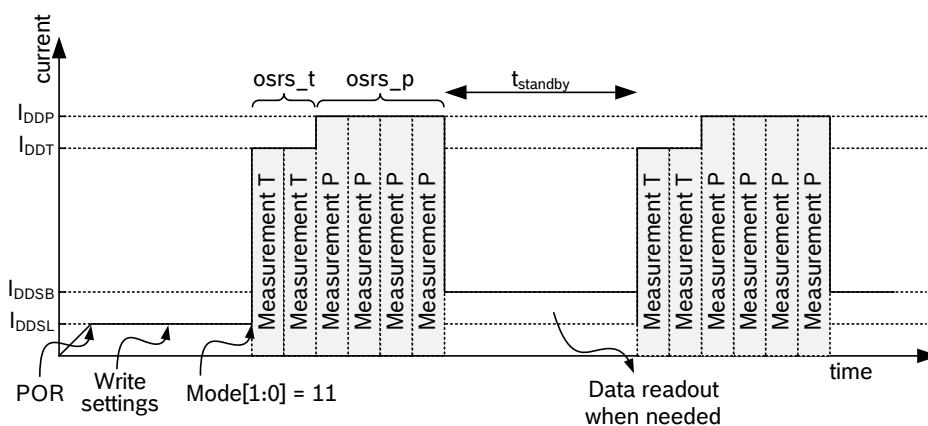 current
osrs_t
osrs_p
tstandby
IDDP
IDDT
Measurement T
Measurement T
Measurement P
Measurement P
Measurement P
Measurement P
Measurement T
Measurement T
Measurement P
Measurement P
Measurement P
Measurement P
IDDSB
IDDSL
time
POR
Write
settings
Mode[1:0] = 11
Data readout
when needed